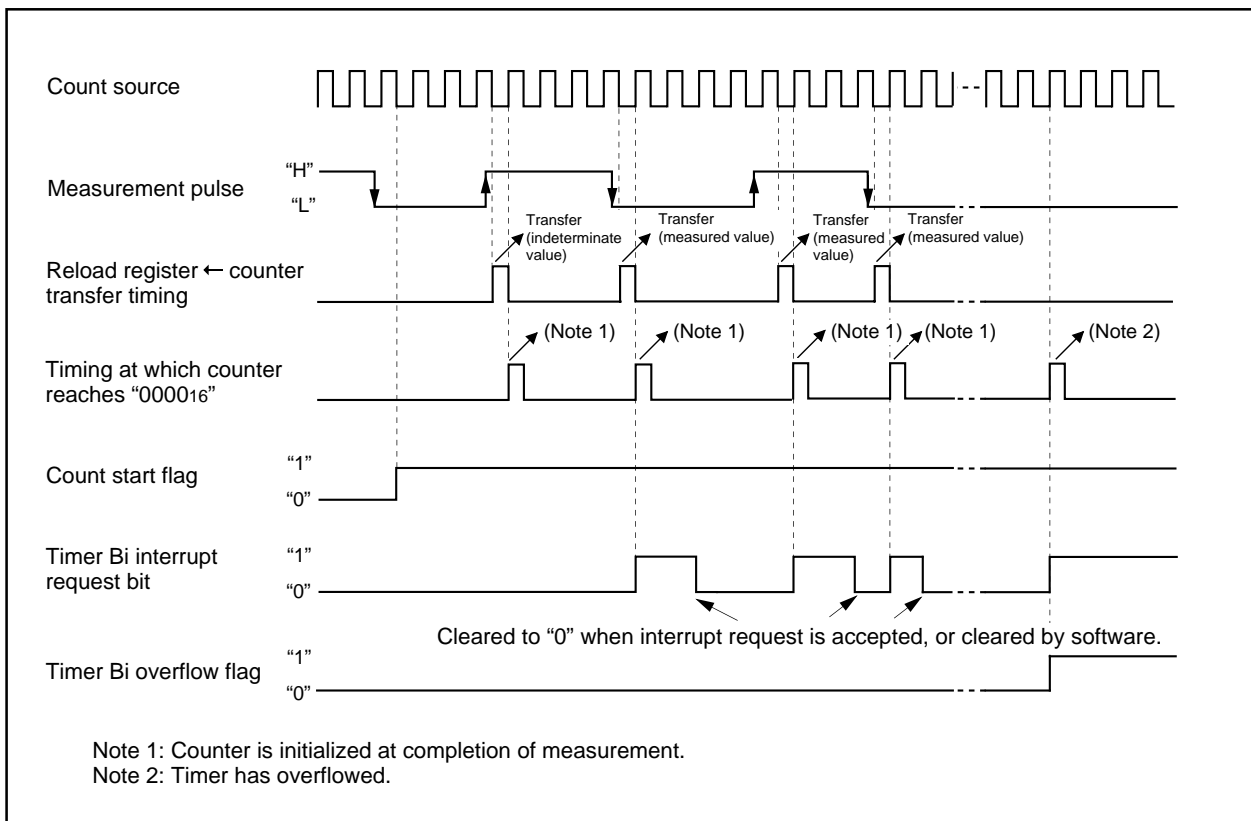 Count source
“H”
Measurement pulse
“L”
Transfer
(indeterminate
value)
Transfer
(measured value)
Transfer
(measured
value)
Transfer
(measured value)
Reload register ← counter
transfer timing
(Note 1)
(Note 1)
(Note 1)
(Note 1)
(Note 2)
Timing at which counter
reaches “000016”
Count start flag
“1”
“0”
Timer Bi interrupt
request bit
“1”
“0”
Cleared to “0” when interrupt request is accepted, or cleared by software.
Timer Bi overflow flag
“1”
“0”
Note 1: Counter is initialized at completion of measurement.
Note 2: Timer has overflowed.